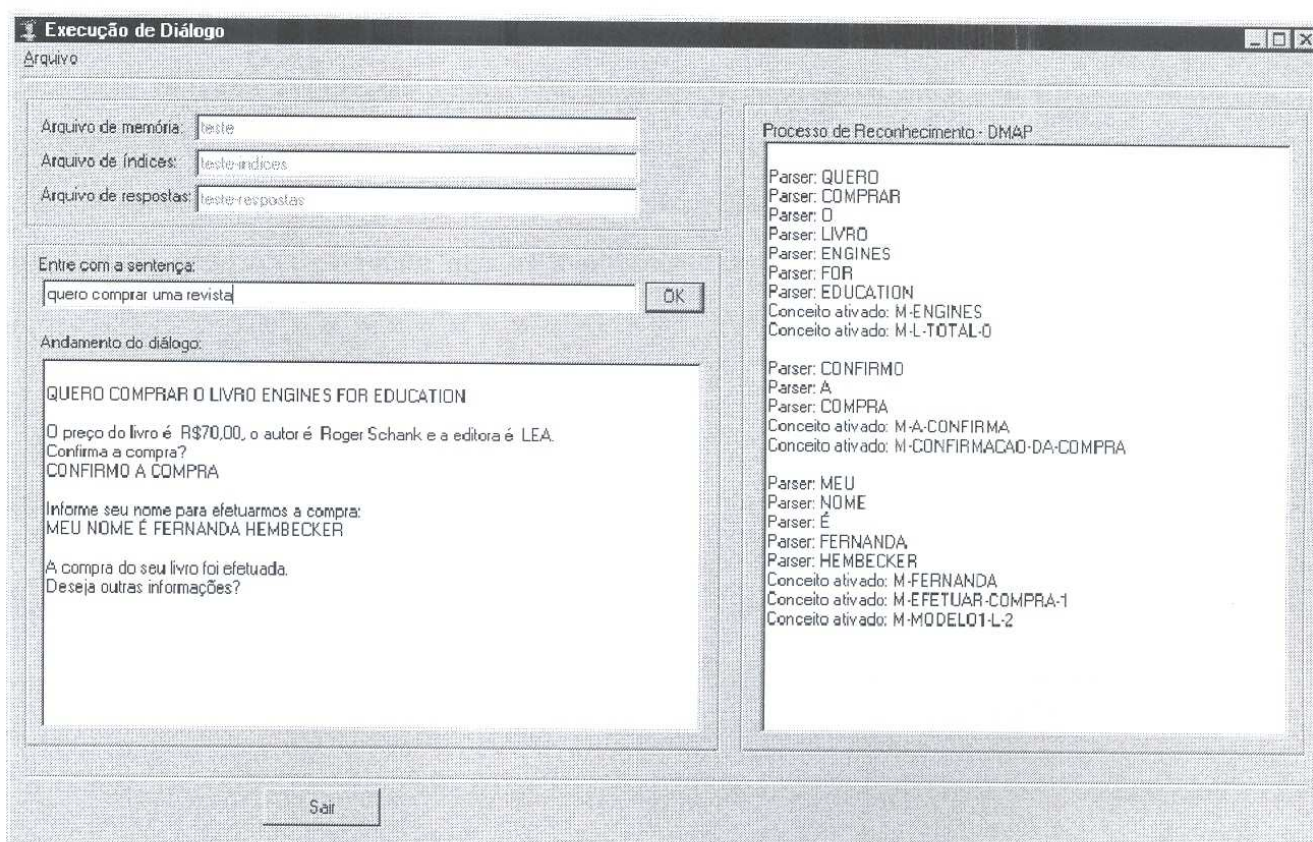 Execução de Diálogo
Arquivo
Arquivo de memória: teste
Arquivo de índices: teste-indices
Arquivo de respostas: teste-respostas
Entre com a sentença:
quero comprar uma revista
OK
Andamento do diálogo:
QUERO COMPRAR O LIVRO ENGINES FOR EDUCATION
O preço do livro é R$70,00, o autor é Roger Schank e a editora é LEA.
Confirma a compra?
CONFIRMO A COMPRA
Informe seu nome para efetuarmos a compra:
MEU NOME É FERNANDA HEMBECKER
A compra do seu livro foi efetuada.
Deseja outras informações?
Processo de Reconhecimento - DMAP
Parser: QUERO
Parser: COMPRAR
Parser: O
Parser: LIVRO
Parser: ENGINES
Parser: FOR
Parser: EDUCATION
Conceito ativado: M-ENGINES
Conceito ativado: M-L-TOTAL-0
Parser: CONFIRMO
Parser: A
Parser: COMPRA
Conceito ativado: M-A-CONFIRMA
Conceito ativado: M-CONFIRMACAO-DA-COMPRA
Parser: MEU
Parser: NOME
Parser: É
Parser: FERNANDA
Parser: HEMBECKER
Conceito ativado: M-FERNANDA
Conceito ativado: M-EFETUAR-COMPRA-1
Conceito ativado: M-MODELO1-L-2
Sair